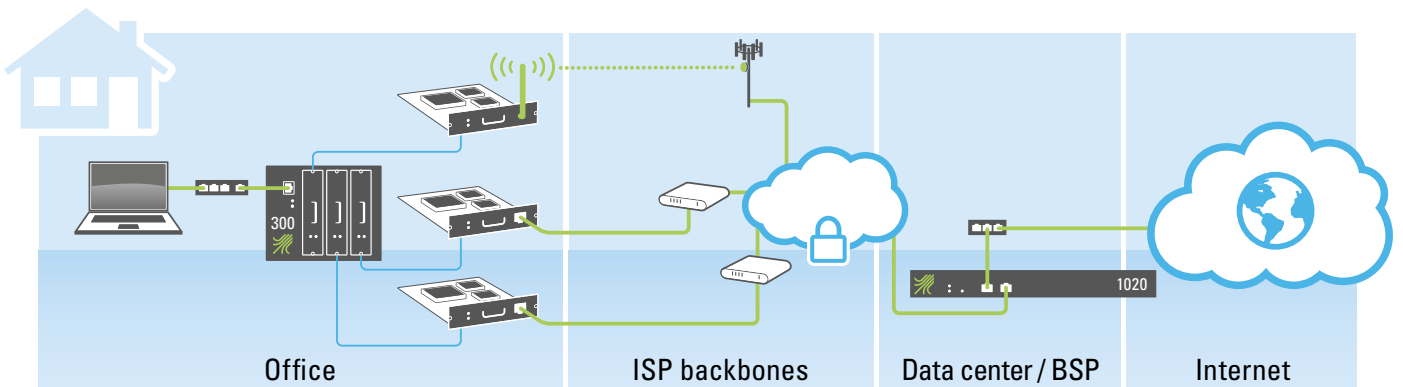 300
1020
Office
ISP backbones
Data center / BSP
Internet